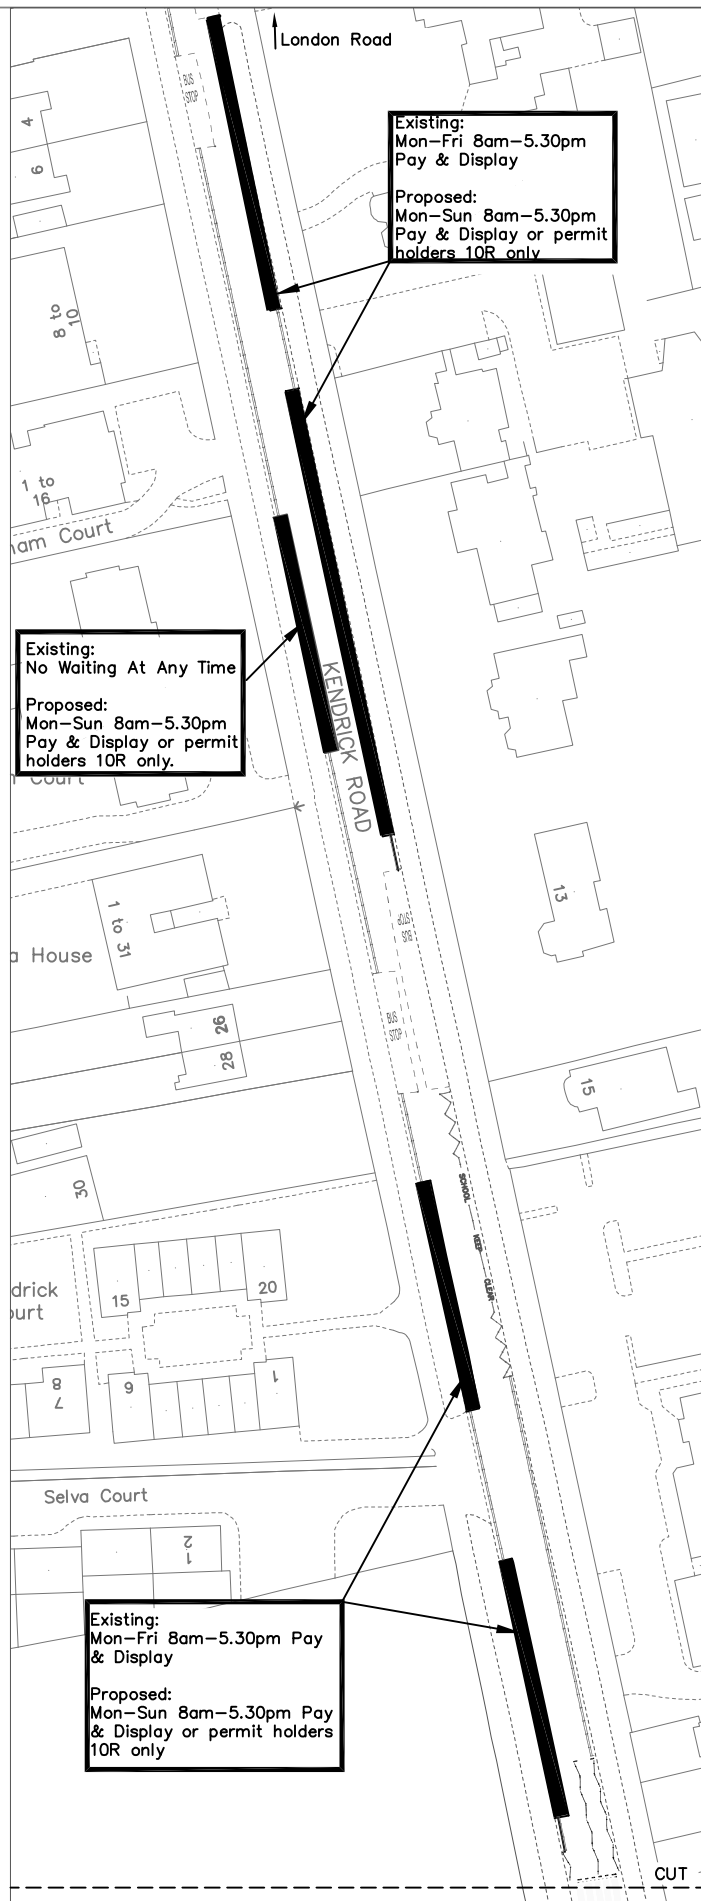 London Road
BUS
STOP
Existing:
Mon-Fri 8am-5.30pm
Pay & Display
Proposed:
Mon-Sun 8am-5.30pm
Pay & Display or permit
holders 10R only
4
6
8 to
10
1 to
16
ham Court
Existing:
No Waiting At Any Time
Proposed:
Mon-Sun 8am-5.30pm
Pay & Display or permit
holders 10R only.
KENDRICK ROAD
Court
1 to 31
13
BUS
STOP
a House
26
28
BUS
STOP
15
30
SCHOOL
KEEP
CLEAR
drick
ourt
15
20
8
7
6
1
Selva Court
2
1
Existing:
Mon-Fri 8am-5.30pm Pay
& Display
Proposed:
Mon-Sun 8am-5.30pm Pay
& Display or permit holders
10R only
CUT